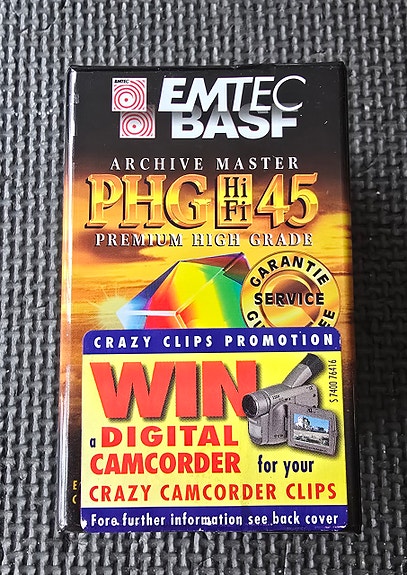 EMTEC
EMTEC
BASF
ARCHIVE MASTER
PHG Hi Fi 45
PREMIUM HIGH GRADE
GARANTIE
SERVICE
CRAZY CLIPS PROMOTION
WIN
a DIGITAL
CAMCORDER for your
CRAZY CAMCORDER CLIPS
Fore further information see back cover
S 7400 76416